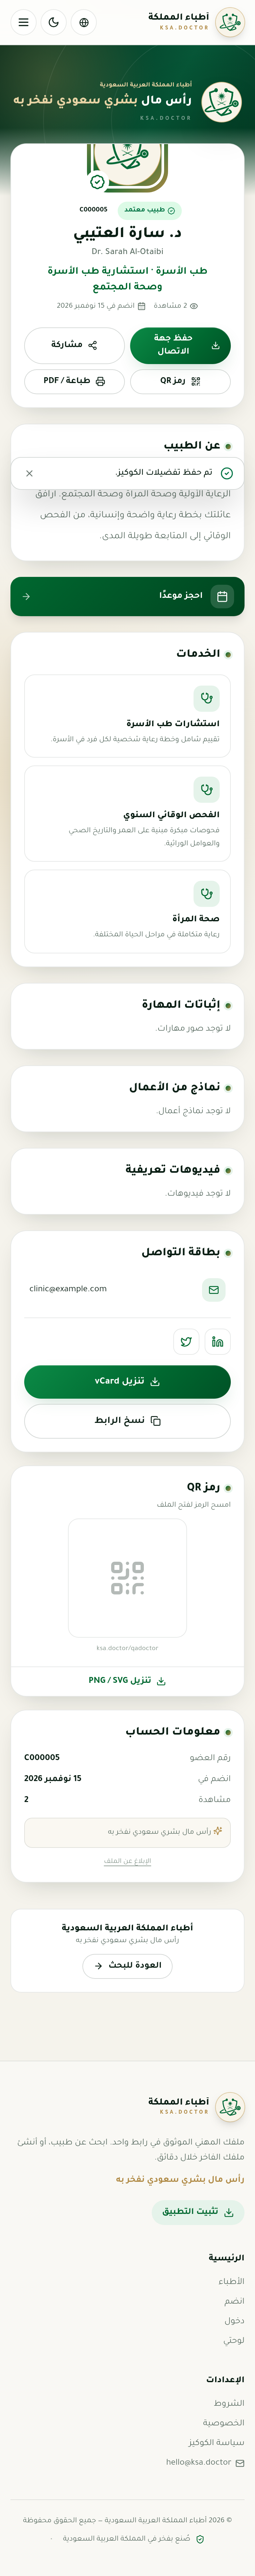 أطباء المملكة
KSA.DOCTOR
أطباء المملكة العربية السعودية
رأس مال بشري سعودي نفخر به
KSA.DOCTOR
طبيب معتمد
C000005
د. سارة العتيبي
Dr. Sarah Al-Otaibi
طب الأسرة · استشارية طب الأسرة
وصحة المجتمع
2 مشاهدة
انضم في 15 نوفمبر 2026
حفظ جهة
الاتصال
مشاركة
رمز QR
طباعة / PDF
عن الطبيب
تم حفظ تفضيلات الكوكيز.
الرعاية الأولية وصحة المرأة وصحة المجتمع. أرافق
عائلتك بخطة رعاية واضحة وإنسانية، من الفحص
الوقائي إلى المتابعة طويلة المدى.
احجز موعدًا
الخدمات
استشارات طب الأسرة
تقييم شامل وخطة رعاية شخصية لكل فرد في الأسرة.
الفحص الوقائي السنوي
فحوصات مبكرة مبنية على العمر والتاريخ الصحي
والعوامل الوراثية.
صحة المرأة
رعاية متكاملة في مراحل الحياة المختلفة.
إثباتات المهارة
لا توجد صور مهارات.
نماذج من الأعمال
لا توجد نماذج أعمال.
فيديوهات تعريفية
لا توجد فيديوهات.
بطاقة التواصل
clinic@example.com
تنزيل vCard
نسخ الرابط
رمز QR
امسح الرمز لفتح الملف
ksa.doctor/qadoctor
تنزيل PNG / SVG
معلومات الحساب
رقم العضو
C000005
انضم في
15 نوفمبر 2026
مشاهدة
2
رأس مال بشري سعودي نفخر به
الإبلاغ عن الملف
أطباء المملكة العربية السعودية
رأس مال بشري سعودي نفخر به
العودة للبحث
أطباء المملكة
KSA.DOCTOR
ملفك المهني الموثوق في رابط واحد. ابحث عن طبيب، أو أنشئ
ملفك الفاخر خلال دقائق.
رأس مال بشري سعودي نفخر به
تثبيت التطبيق
الرئيسية
الأطباء
انضم
دخول
لوحتي
الإعدادات
الشروط
الخصوصية
سياسة الكوكيز
hello@ksa.doctor
© 2026 أطباء المملكة العربية السعودية — جميع الحقوق محفوظة
صُنع بفخر في المملكة العربية السعودية ·